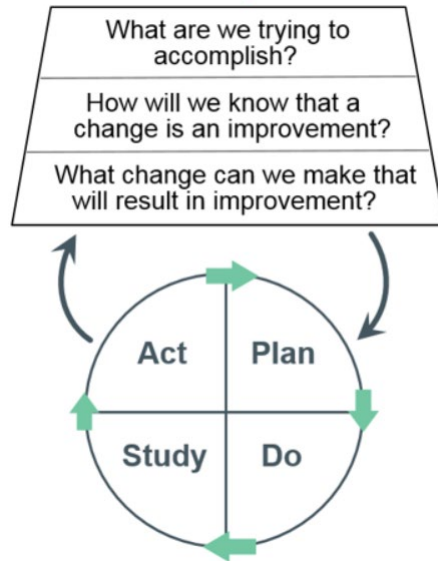 What are we trying to
accomplish?
How will we know that a
change is an improvement?
What change can we make that
will result in improvement?
Act
Plan
Study
Do